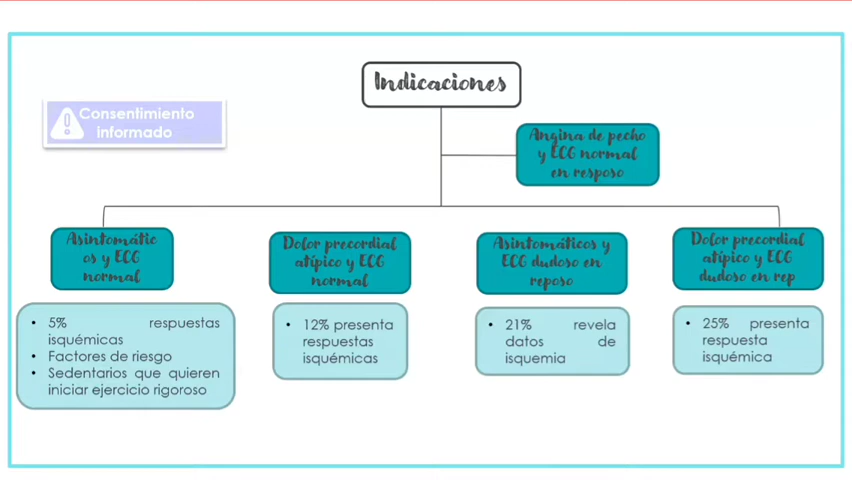 Indicaciones
Consentimiento
informado
Angina de pecho
y ECG normal
en resposo
Asintomátic
os y ECG
normal
Dolor precordial
atípico y ECG
normal
Asintomáticos y
ECG dudoso en
reposo
Dolor precordial
atípico y ECG
dudoso en rep
• 5% respuestas
isquémicas
• Factores de riesgo
• Sedentarios que quieren
iniciar ejercicio rigoroso
• 12% presenta
respuestas
isquémicas
• 21% revela
datos de
isquemia
• 25% presenta
respuesta
isquémica